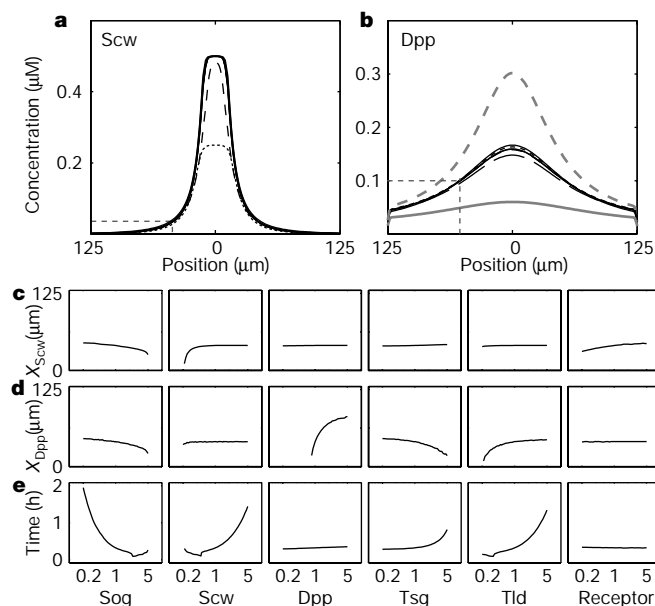 a
Scw
b
Dpp
Concentration (μM)
0.4
0.2
0.3
0.2
0.1
125 0 125
Position (μm)
125 0 125
Position (μm)
c
XScw(μm)
125
0
d
XDpp(μm)
125
0
e
Time (h)
2
1
0
0.2 1 5
0.2 1 5
0.2 1 5
0.2 1 5
0.2 1 5
0.2 1 5
Sog Scw Dpp Tsg Tld Receptor